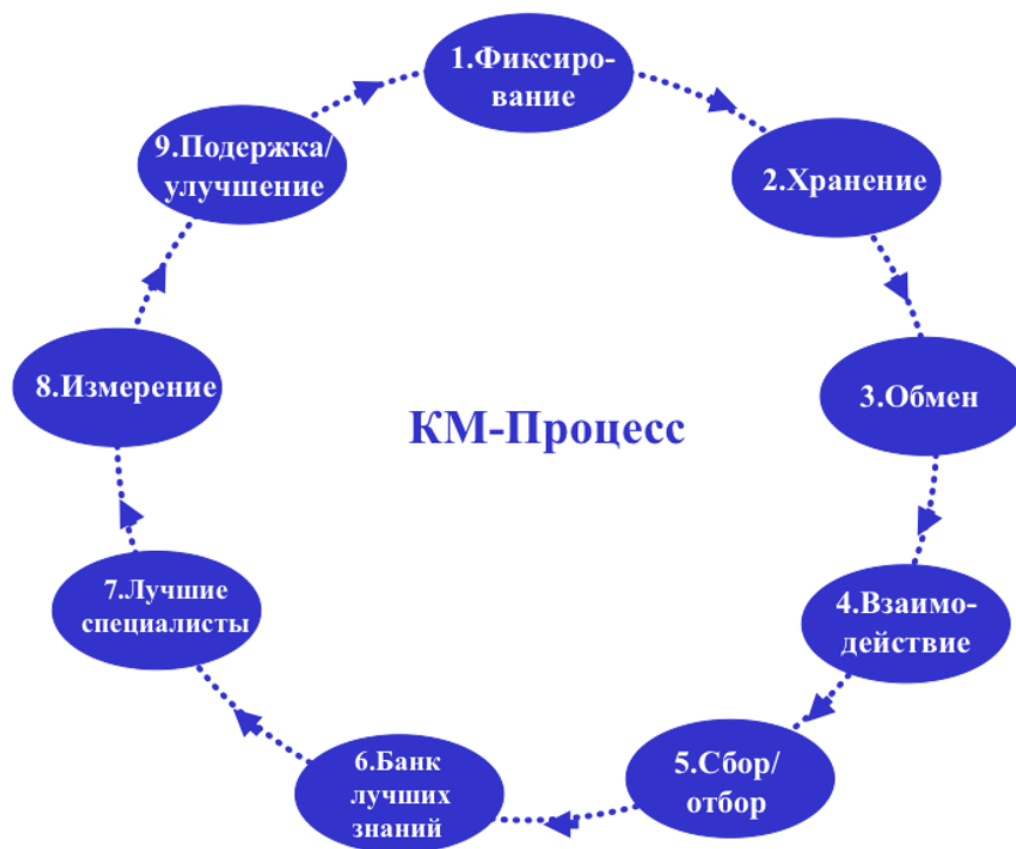 1.Фиксиро-
вание
2.Хранение
3.Обмен
4.Взаимо-
действие
5.Сбор/
отбор
6.Банк
лучших
знаний
7.Лучшие
специалисты
8.Измерение
9.Подержка/
улучшение
КМ-Процесс